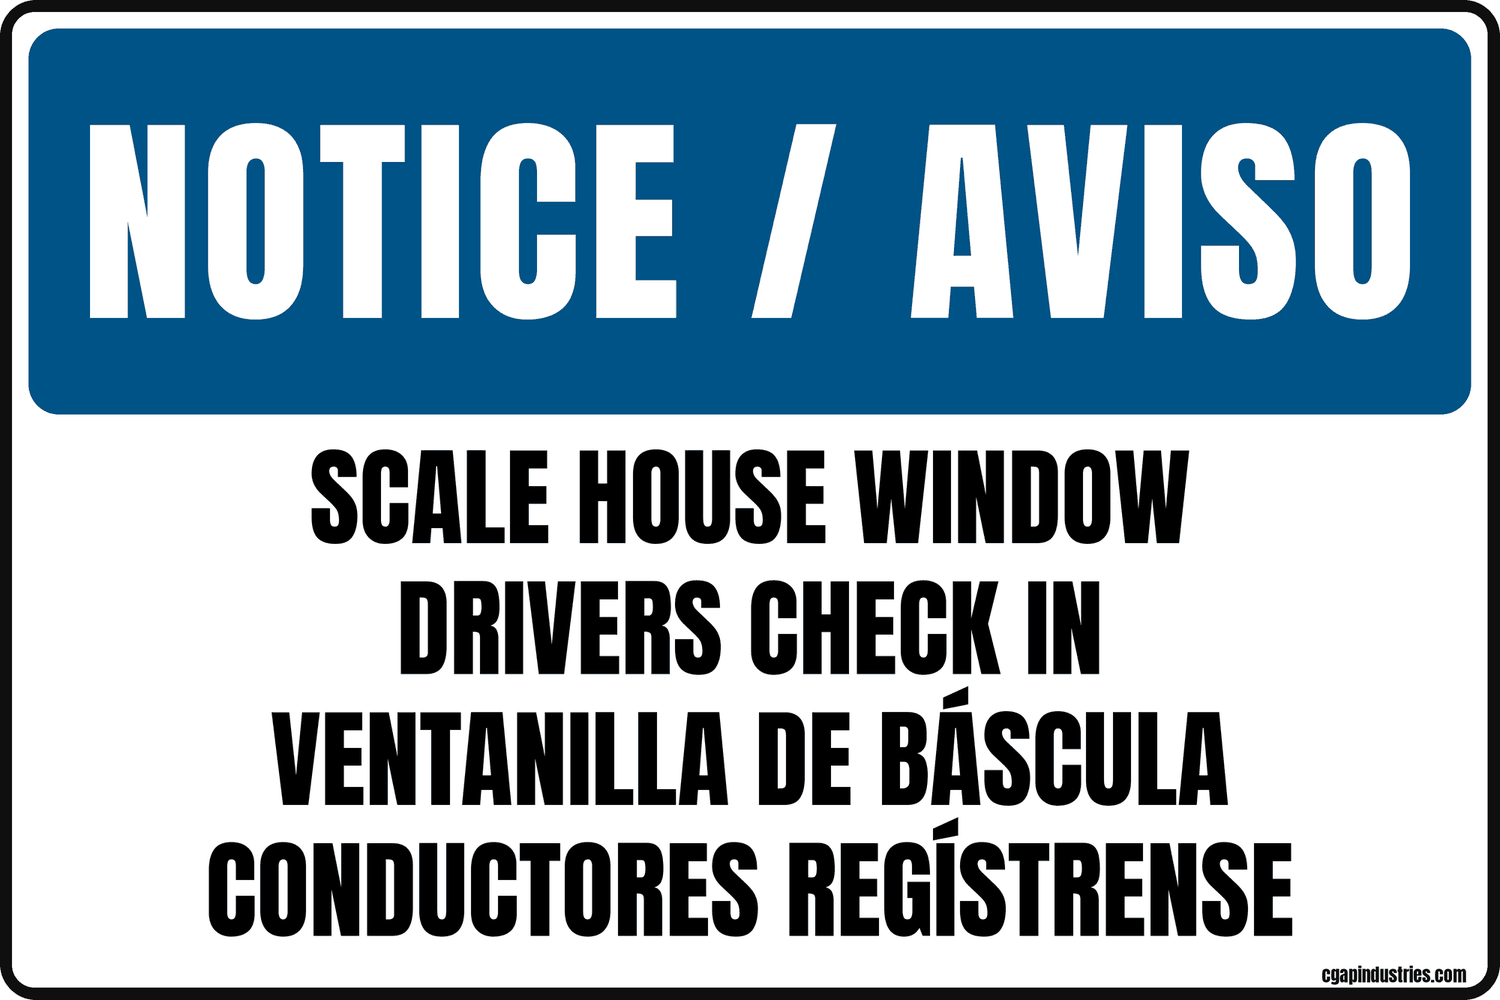 NOTICE / AVISO
SCALE HOUSE WINDOW
DRIVERS CHECK IN
VENTANILLA DE BÁSCULA
CONDUCTORES REGÍSTRENSE
cgapindustries.com